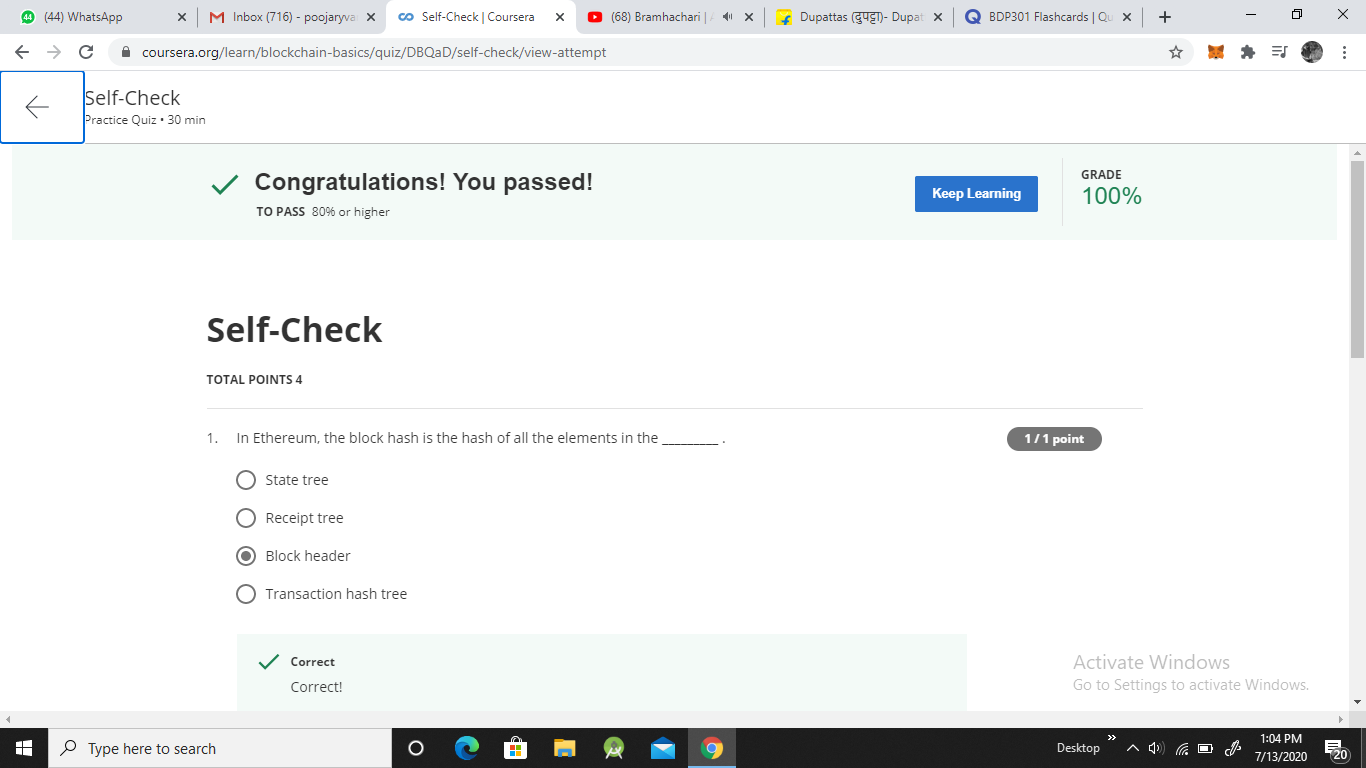 (44) WhatsApp
Inbox (716) - poojaryva
Self-Check | Coursera
(68) Bramhachari |
Dupattas (दुपट्टा)- Dupat
BDP301 Flashcards | Qu
coursera.org/learn/blockchain-basics/quiz/DBQaD/self-check/view-attempt
Self-Check
Practice Quiz • 30 min
Congratulations! You passed!
TO PASS 80% or higher
Keep Learning
GRADE
100%
Self-Check
TOTAL POINTS 4
1. In Ethereum, the block hash is the hash of all the elements in the _________ .
1 / 1 point
State tree
Receipt tree
Block header
Transaction hash tree
Correct
Correct!
Activate Windows
Go to Settings to activate Windows.
Type here to search
Desktop
1:04 PM
7/13/2020
20